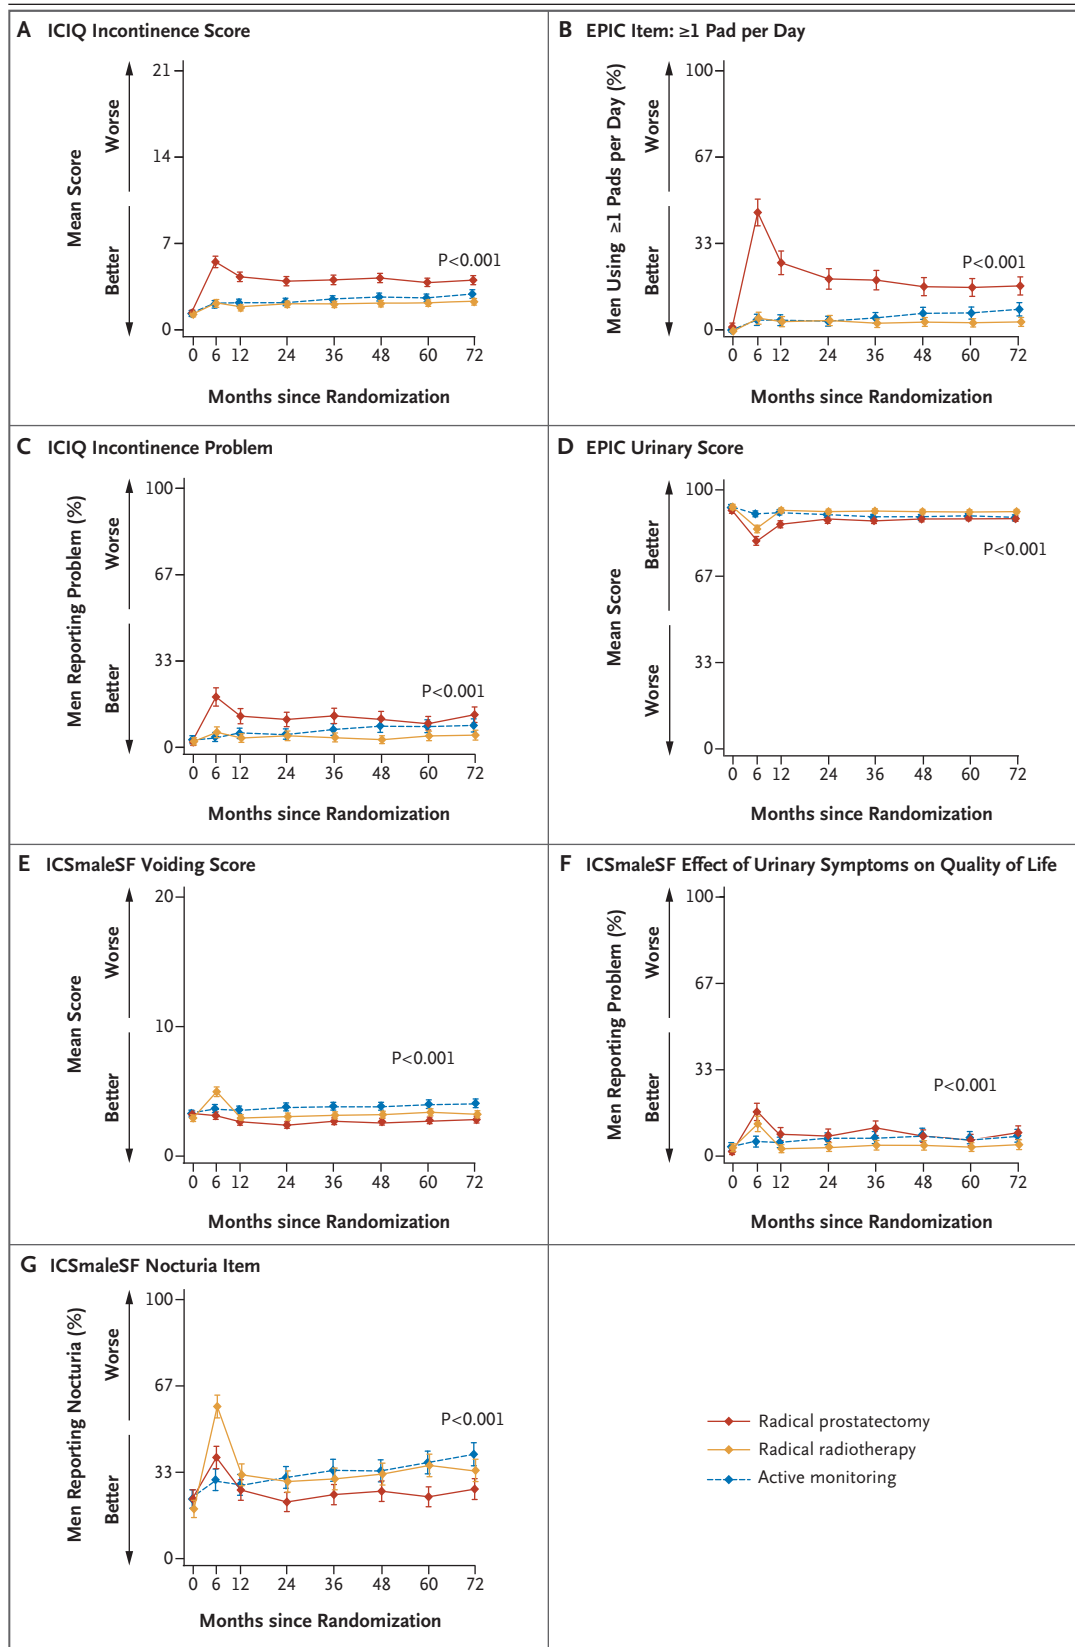 A ICIQ Incontinence Score
Mean Score
Worse
Better
21
14
7
0
P<0.001
0 6 12 24 36 48 60 72
Months since Randomization
B EPIC Item: ≥1 Pad per Day
Men Using ≥1 Pads per Day (%)
Worse
Better
100
67
33
0
P<0.001
0 6 12 24 36 48 60 72
Months since Randomization
C ICIQ Incontinence Problem
Men Reporting Problem (%)
Worse
Better
100
67
33
0
P<0.001
0 6 12 24 36 48 60 72
Months since Randomization
D EPIC Urinary Score
Mean Score
Better
Worse
100
67
33
0
P<0.001
0 6 12 24 36 48 60 72
Months since Randomization
E ICSmaleSF Voiding Score
Mean Score
Worse
Better
20
10
0
P<0.001
0 6 12 24 36 48 60 72
Months since Randomization
F ICSmaleSF Effect of Urinary Symptoms on Quality of Life
Men Reporting Problem (%)
Worse
Better
100
67
33
0
P<0.001
0 6 12 24 36 48 60 72
Months since Randomization
G ICSmaleSF Nocturia Item
Men Reporting Nocturia (%)
Worse
Better
100
67
33
0
P<0.001
0 6 12 24 36 48 60 72
Months since Randomization
Radical prostatectomy
Radical radiotherapy
Active monitoring